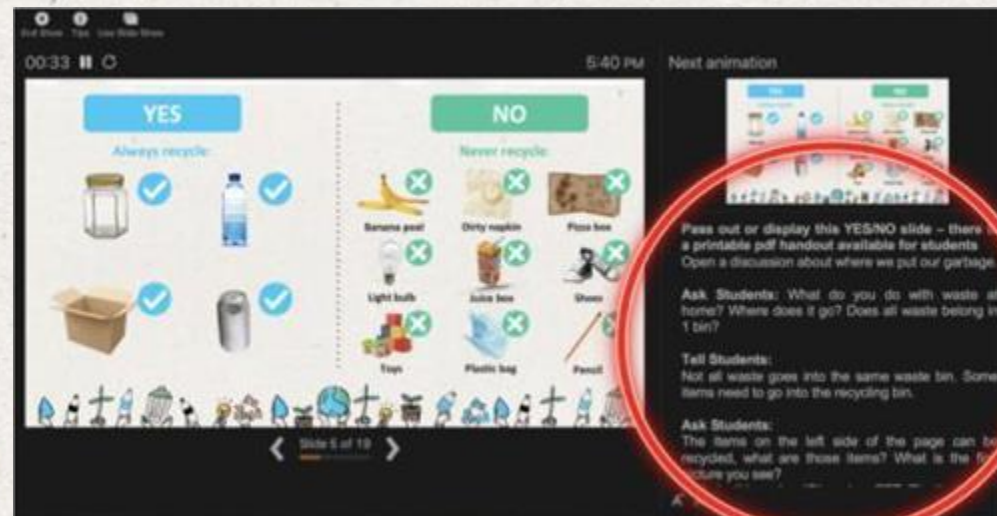 End Show Tips Use Slide Show
00:33
5:40 PM
Next animation
YES
NO
Always recycle:
Never recycle:
Banana peel
Dirty napkin
Pizza box
Light bulb
Juice box
Shoes
Toys
Plastic bag
Pencil
Slide 5 of 19
YES
NO
Pass out or display this YES/NO slide – there
a printable pdf handout available for students
Open a discussion about where we put our garbage.
Ask Students: What do you do with waste at
home? Where does it go? Does all waste belong in
1 bin?
Tell Students:
Not all waste goes into the same waste bin. Some
items need to go into the recycling bin.
Ask Students:
The items on the left side of the page can be
recycled, what are those items? What is the
picture you see?